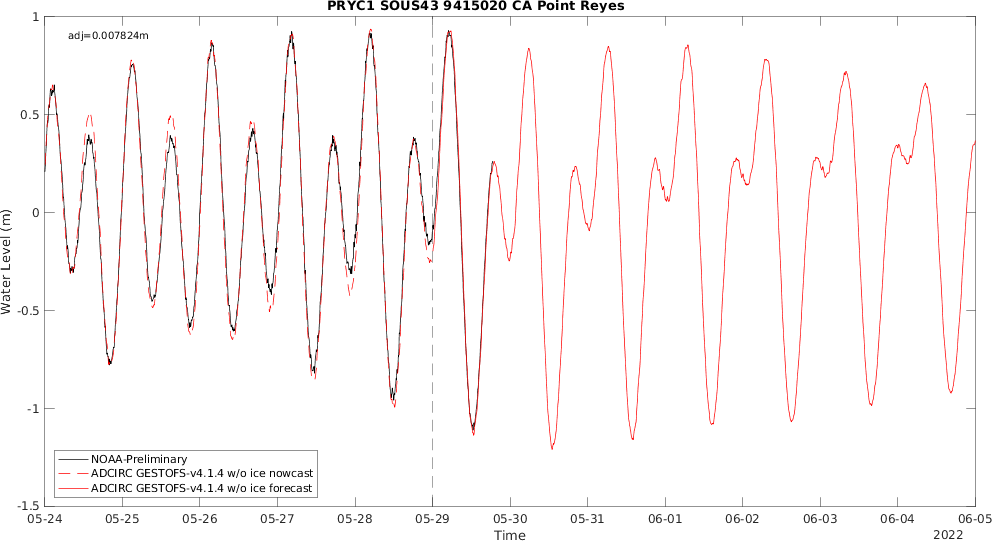 PRYC1 SOUS43 9415020 CA Point Reyes
adj=0.007824m
1
0.5
0
-0.5
-1
-1.5
Water Level (m)
NOAA-Preliminary
ADCIRC GESTOFS-v4.1.4 w/o ice nowcast
ADCIRC GESTOFS-v4.1.4 w/o ice forecast
05-24 05-25 05-26 05-27 05-28 05-29 05-30 05-31 06-01 06-02 06-03 06-04 06-05
Time
2022